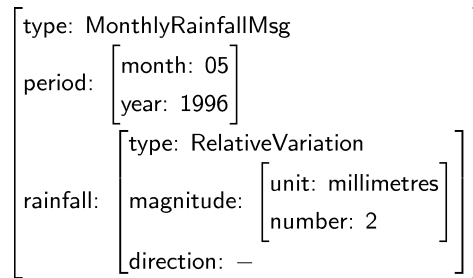 type: MonthlyRainfallMsg
period: month: 05
year: 1996
rainfall: type: RelativeVariation
magnitude: unit: millimetres
number: 2
direction: −